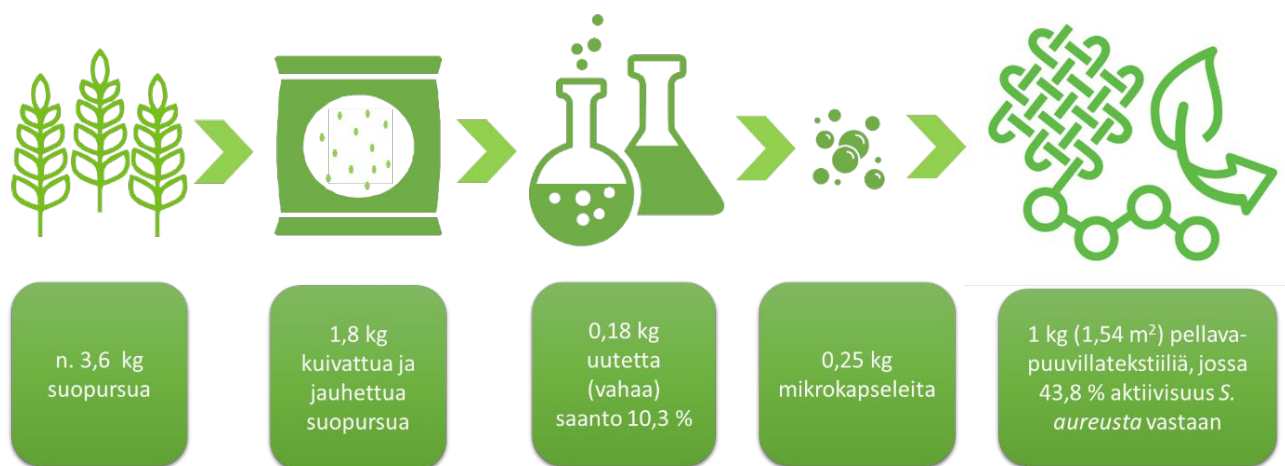 n. 3,6 kg
suopursua
1,8 kg
kuivattua ja
jauhettua
suopursua
0,18 kg
uutetta
(vahaa)
saanto 10,3 %
0,25 kg
mikrokapseleita
1 kg (1,54 m²) pellava-
puuvillatekstiiliä, jossa
43,8 % aktiivisuus S.
aureusta vastaan